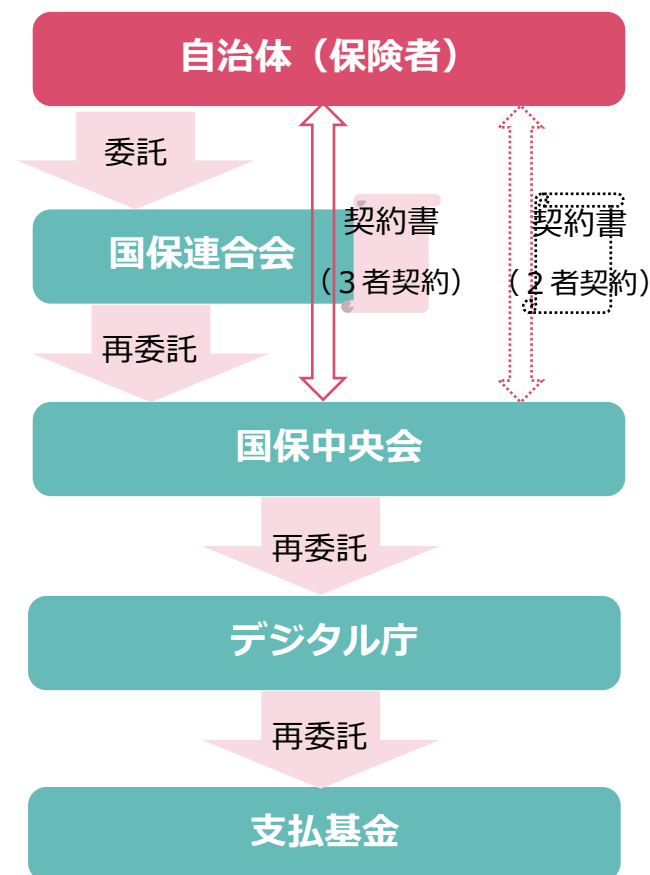 自治体（保険者）
委託
国保連合会
契約書
（３者契約）
契約書
（２者契約）
再委託
国保中央会
再委託
デジタル庁
再委託
支払基金